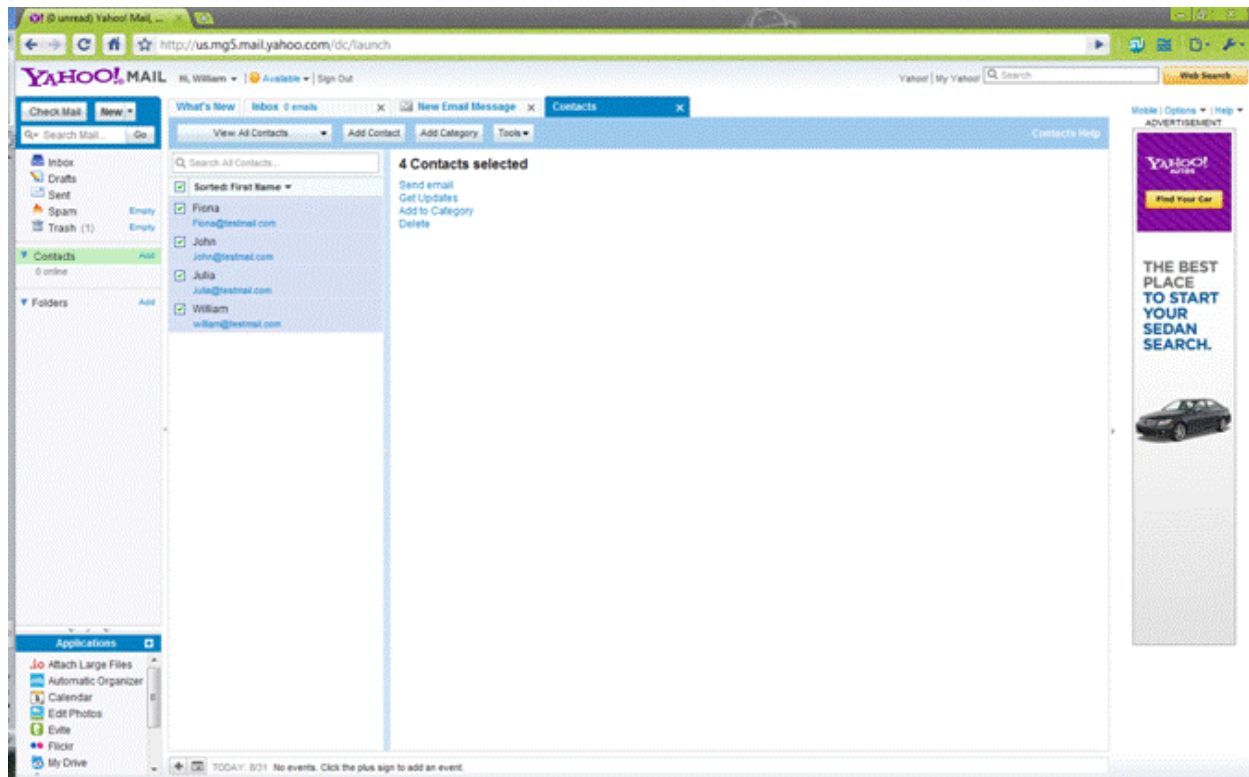 (0 unread) Yahoo! Mail, ...
http://us.mg5.mail.yahoo.com/dc/launch
YAHOO! MAIL Hi, William Available Sign Out
Yahoo! My Yahoo! Search Web Search
Check Mail New
Search Mail... Go
What's New Inbox 0 emails x New Email Message x Contacts x
Mobile | Options | Help
ADVERTISEMENT
View All Contacts Add Contact Add Category Tools Contacts Help
Inbox
Drafts
Sent
Spam Empty
Trash (1) Empty
Contacts Add
0 online
Folders Add
Search All Contacts...
Sorted: First Name
Fiona
Fiona@testmail.com
John
John@testmail.com
Julia
Julia@testmail.com
William
william@testmail.com
4 Contacts selected
Send email
Get Updates
Add to Category
Delete
YAHOO!
AUTOS
Find Your Car
THE BEST
PLACE
TO START
YOUR
SEDAN
SEARCH.
Applications
Attach Large Files
Automatic Organizer
Calendar
Edit Photos
Evite
Flickr
My Drive
TODAY: 8/31 No events. Click the plus sign to add an event.